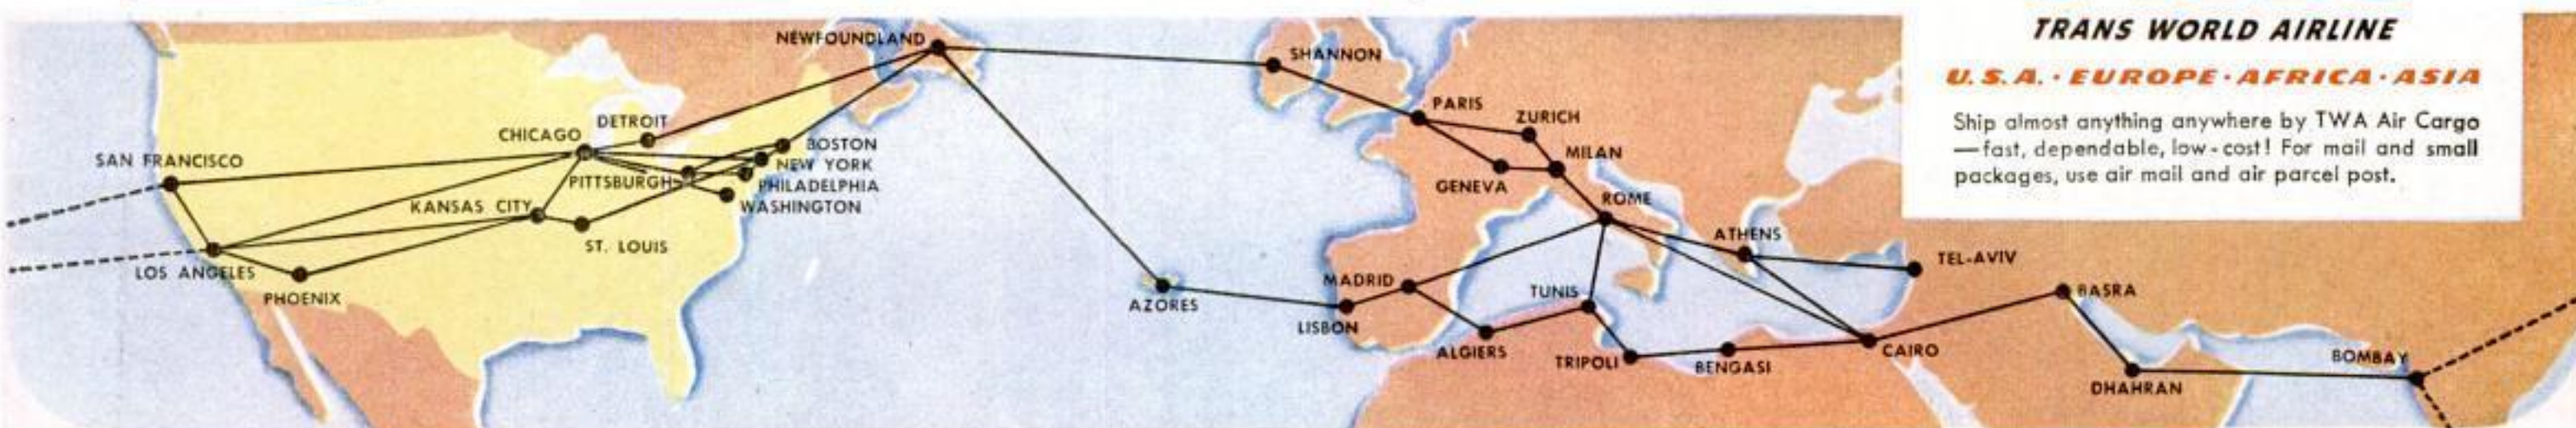 TRANS WORLD AIRLINE
U.S.A. · EUROPE · AFRICA · ASIA
Ship almost anything anywhere by TWA Air Cargo
—fast, dependable, low-cost! For mail and small
packages, use air mail and air parcel post.
NEWFOUNDLAND
SHANNON
PARIS
ZURICH
DETROIT
CHICAGO
BOSTON
SAN FRANCISCO
NEW YORK
MILAN
PITTSBURGH
PHILADELPHIA
GENEVA
KANSAS CITY
WASHINGTON
ROME
ST. LOUIS
ATHENS
LOS ANGELES
TEL-AVIV
PHOENIX
AZORES
MADRID
TUNIS
BASRA
LISBON
ALGIERS
TRIPOLI
BENGASI
CAIRO
BOMBAY
DHAHRAN